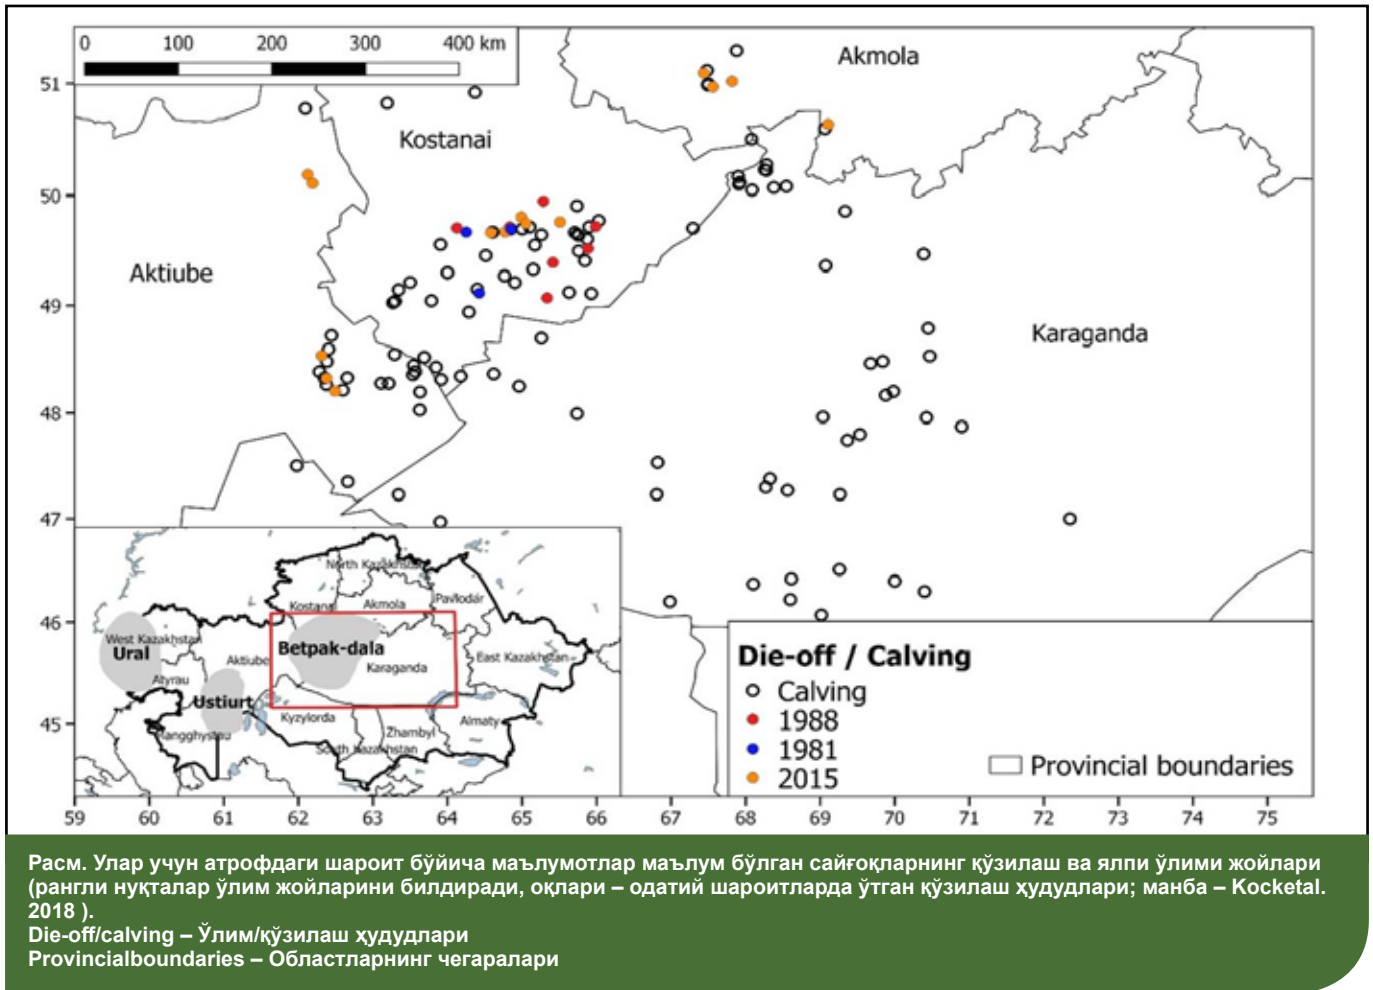 0 100 200 300 400 km
Akmola
Kostanai
Aktiube
Karaganda
51
50
49
48
47
46
45
North Kazakhstan
Kostanai
Akmola
Pavlodar
West Kazakhstan
Ural
Aktiube
Betpak-dala
Karaganda
East Kazakhstan
Atyrau
Ustiurt
Kyzylorda
Zhambyl
Almaty
Mangghystau
South Kazakhstan
Die-off / Calving
Calving
1988
1981
2015
Provincial boundaries
59 60 61 62 63 64 65 66 67 68 69 70 71 72 73 74 75
Расм. Улар учун атрофдаги шароит бўйича маълумотлар маълум бўлган сайғоқларнинг қўзилаш ва ялпи ўлими жойлари
(рангли нуқталар ўлим жойларини билдиради, оқлари – одатий шароитларда ўтган қўзилаш ҳудудлари; манба – Kocketal.
2018 ).
Die-off/calving – Ўлим/қўзилаш ҳудудлари
Provincialboundaries – Областларнинг чегаралари